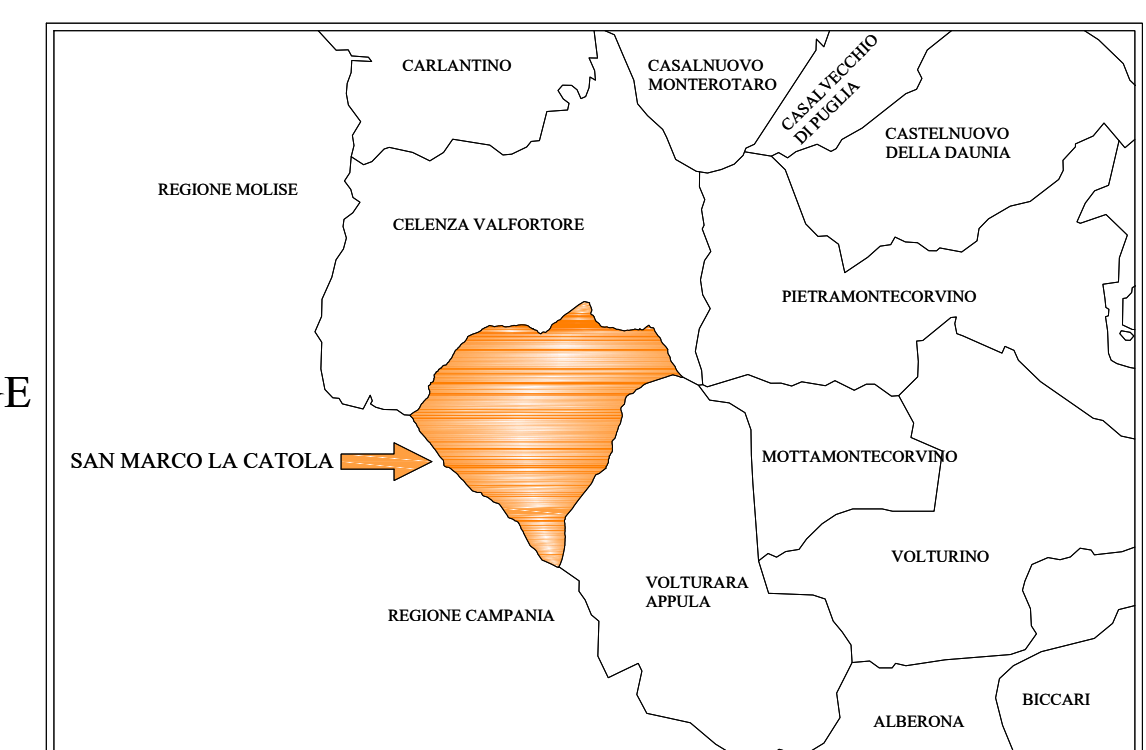 CARLANTINO
CASALNUOVO
MONTEROTARO
CASALVECCHIO
DI PUGLIA
CASTELNUOVO
DELLA DAUNIA
REGIONE MOLISE
CELENZA VALFORTORE
PIETRAMONTECORVINO
E
SAN MARCO LA CATOLA
MOTTAMONTECORVINO
VOLTURINO
VOLTURARA
APPULA
REGIONE CAMPANIA
BICCARI
ALBERONA